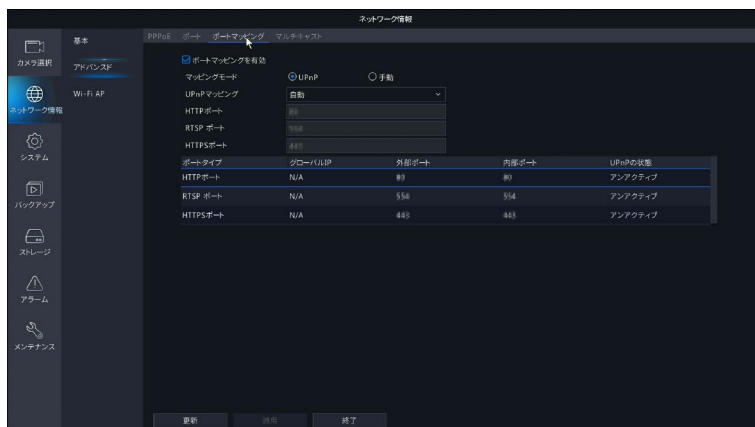 ネットワーク情報
カメラ選択
ネットワーク情報
システム
バックアップ
ストレージ
アラーム
メンテナンス
基本
アドバンスド
Wi-Fi AP
PPPoE ポート ポートマッピング マルチキャスト
ポートマッピングを有効
マッピングモード UPnP 手動
UPnPマッピング 自動
HTTPポート 80
RTSP ポート 554
HTTPSポート 443
ポートタイプ グローバルIP 外部ポート 内部ポート UPnPの状態
HTTPポート N/A 80 80 アンアクティブ
RTSP ポート N/A 554 554 アンアクティブ
HTTPSポート N/A 443 443 アンアクティブ
更新 適用 終了